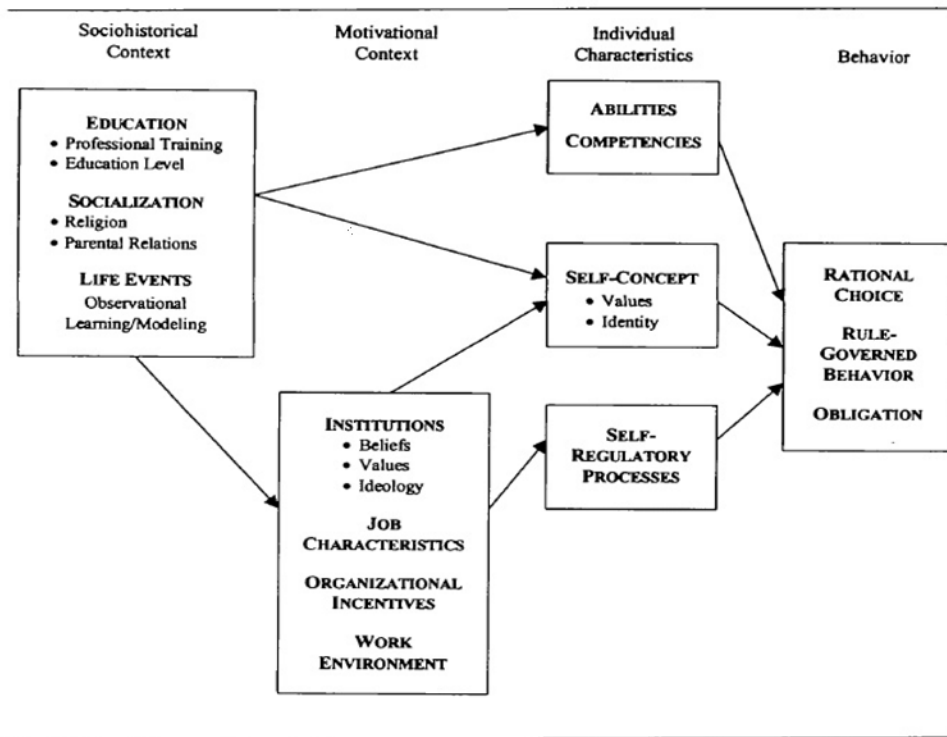 Sociohistorical
Context
Motivational
Context
Individual
Characteristics
Behavior
EDUCATION
• Professional Training
• Education Level
SOCIALIZATION
• Religion
• Parental Relations
LIFE EVENTS
Observational
Learning/Modeling
INSTITUTIONS
• Beliefs
• Values
• Ideology
JOB
CHARACTERISTICS
ORGANIZATIONAL
INCENTIVES
WORK
ENVIRONMENT
ABILITIES
COMPETENCIES
SELF-CONCEPT
• Values
• Identity
SELF-
REGULATORY
PROCESSES
RATIONAL
CHOICE
RULE-
GOVERNED
BEHAVIOR
OBLIGATION